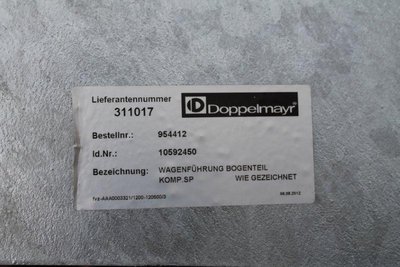 Lieferantennummer
311017
Doppelmayr
Bestellnr.: 954412
Id.Nr.: 10592450
Bezeichnung: WAGENFÜHRUNG BOGENTEIL
KOMP.SP WIE GEZEICHNET